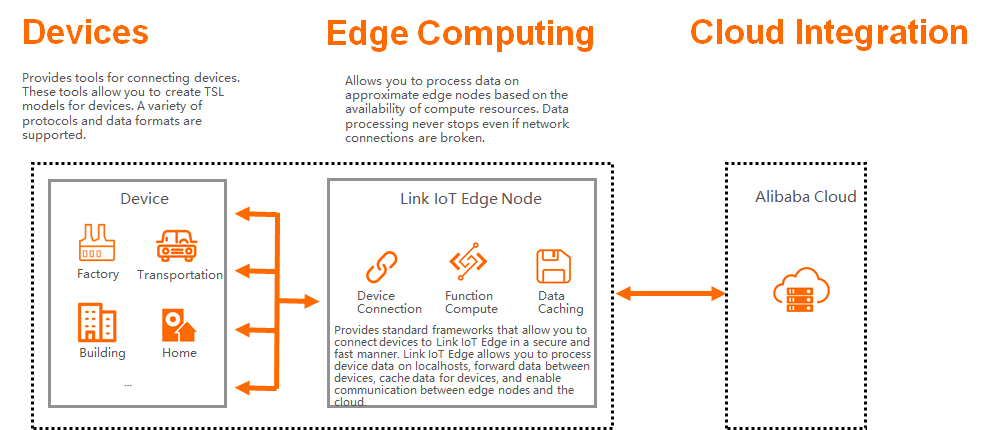 Devices
Edge Computing
Cloud Integration
Provides tools for connecting devices.
These tools allow you to create TSL
models for devices. A variety of
protocols and data formats are
supported.
Allows you to process data on
approximate edge nodes based on the
availability of compute resources. Data
processing never stops even if network
connections are broken.
Device
Factory
Transportation
Building
Home
...
Link IoT Edge Node
Device
Connection
Function
Compute
Data
Caching
Provides standard frameworks that allow you to
connect devices to Link IoT Edge in a secure and
fast manner. Link IoT Edge allows you to process
device data on localhosts, forward data between
devices, cache data for devices, and enable
communication between edge nodes and the
cloud.
Alibaba Cloud